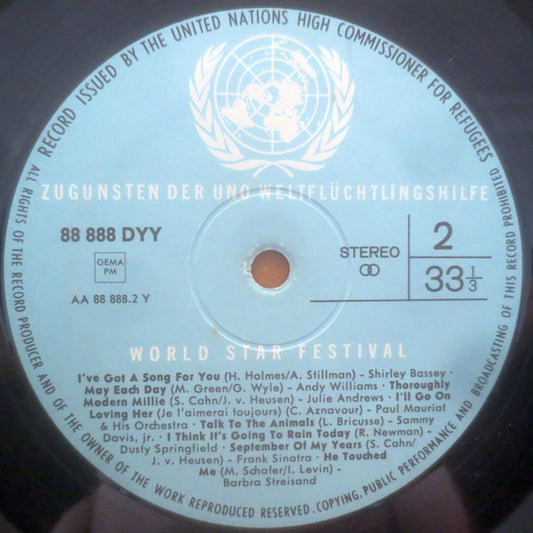 RECORD ISSUED BY THE UNITED NATIONS HIGH COMMISSIONER FOR REFUGEES
ZUGUNSTEN DER UNO WELTFLÜCHTLINGSHILFE
88 888 DYY
GEMA
PM
AA 88 888.2 Y
STEREO
2
33 1/3
WORLD STAR FESTIVAL
I've Got A Song For You (H. Holmes/A. Stillman) - Shirley Bassey ·
May Each Day (M. Green/G. Wyle) - Andy Williams · Thoroughly
Modern Millie (S. Cahn/J. v. Heusen) - Julie Andrews · I'll Go On
Loving Her (Je l'aimerai toujours) (C. Aznavour) - Paul Mauriat
& His Orchestra · Talk To The Animals (L. Bricusse) - Sammy
Davis, jr. · I Think It's Going To Rain Today (R. Newman) -
Dusty Springfield · September Of My Years (S. Cahn/
J. v. Heusen) - Frank Sinatra · He Touched
Me (M. Schafer/I. Levin) -
Barbra Streisand
ALL RIGHTS OF THE RECORD PRODUCER AND OF THE OWNER OF THE WORK REPRODUCED RESERVED. COPYING, PUBLIC PERFORMANCE AND BROADCASTING OF THIS RECORD PROHIBITED